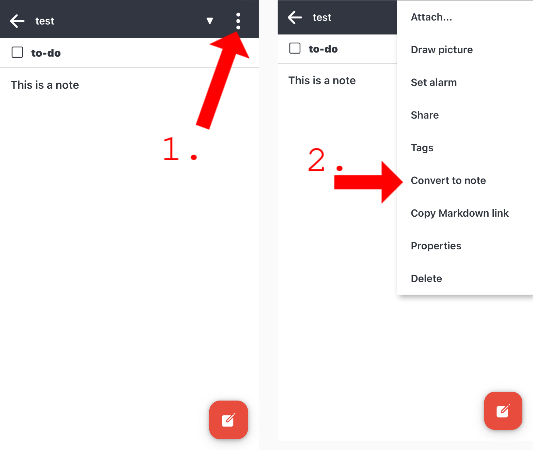 test
to-do
This is a note
1.
test
to-do
This is a note
2.
Attach...
Draw picture
Set alarm
Share
Tags
Convert to note
Copy Markdown link
Properties
Delete